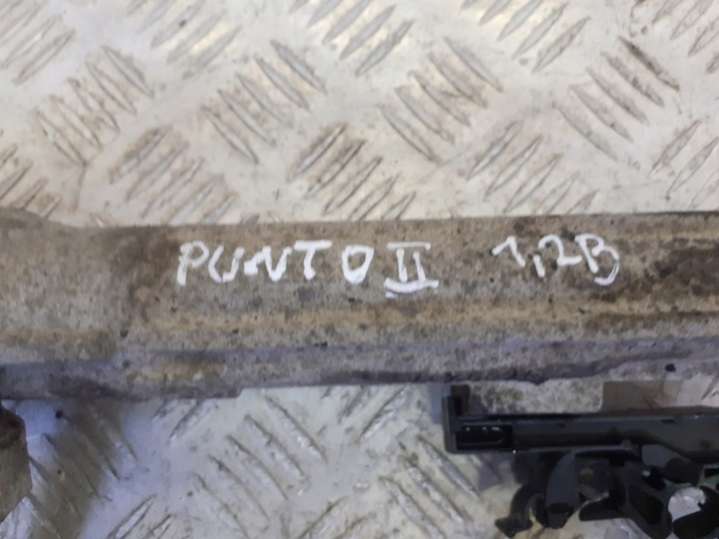 PUNTO II 1,2B